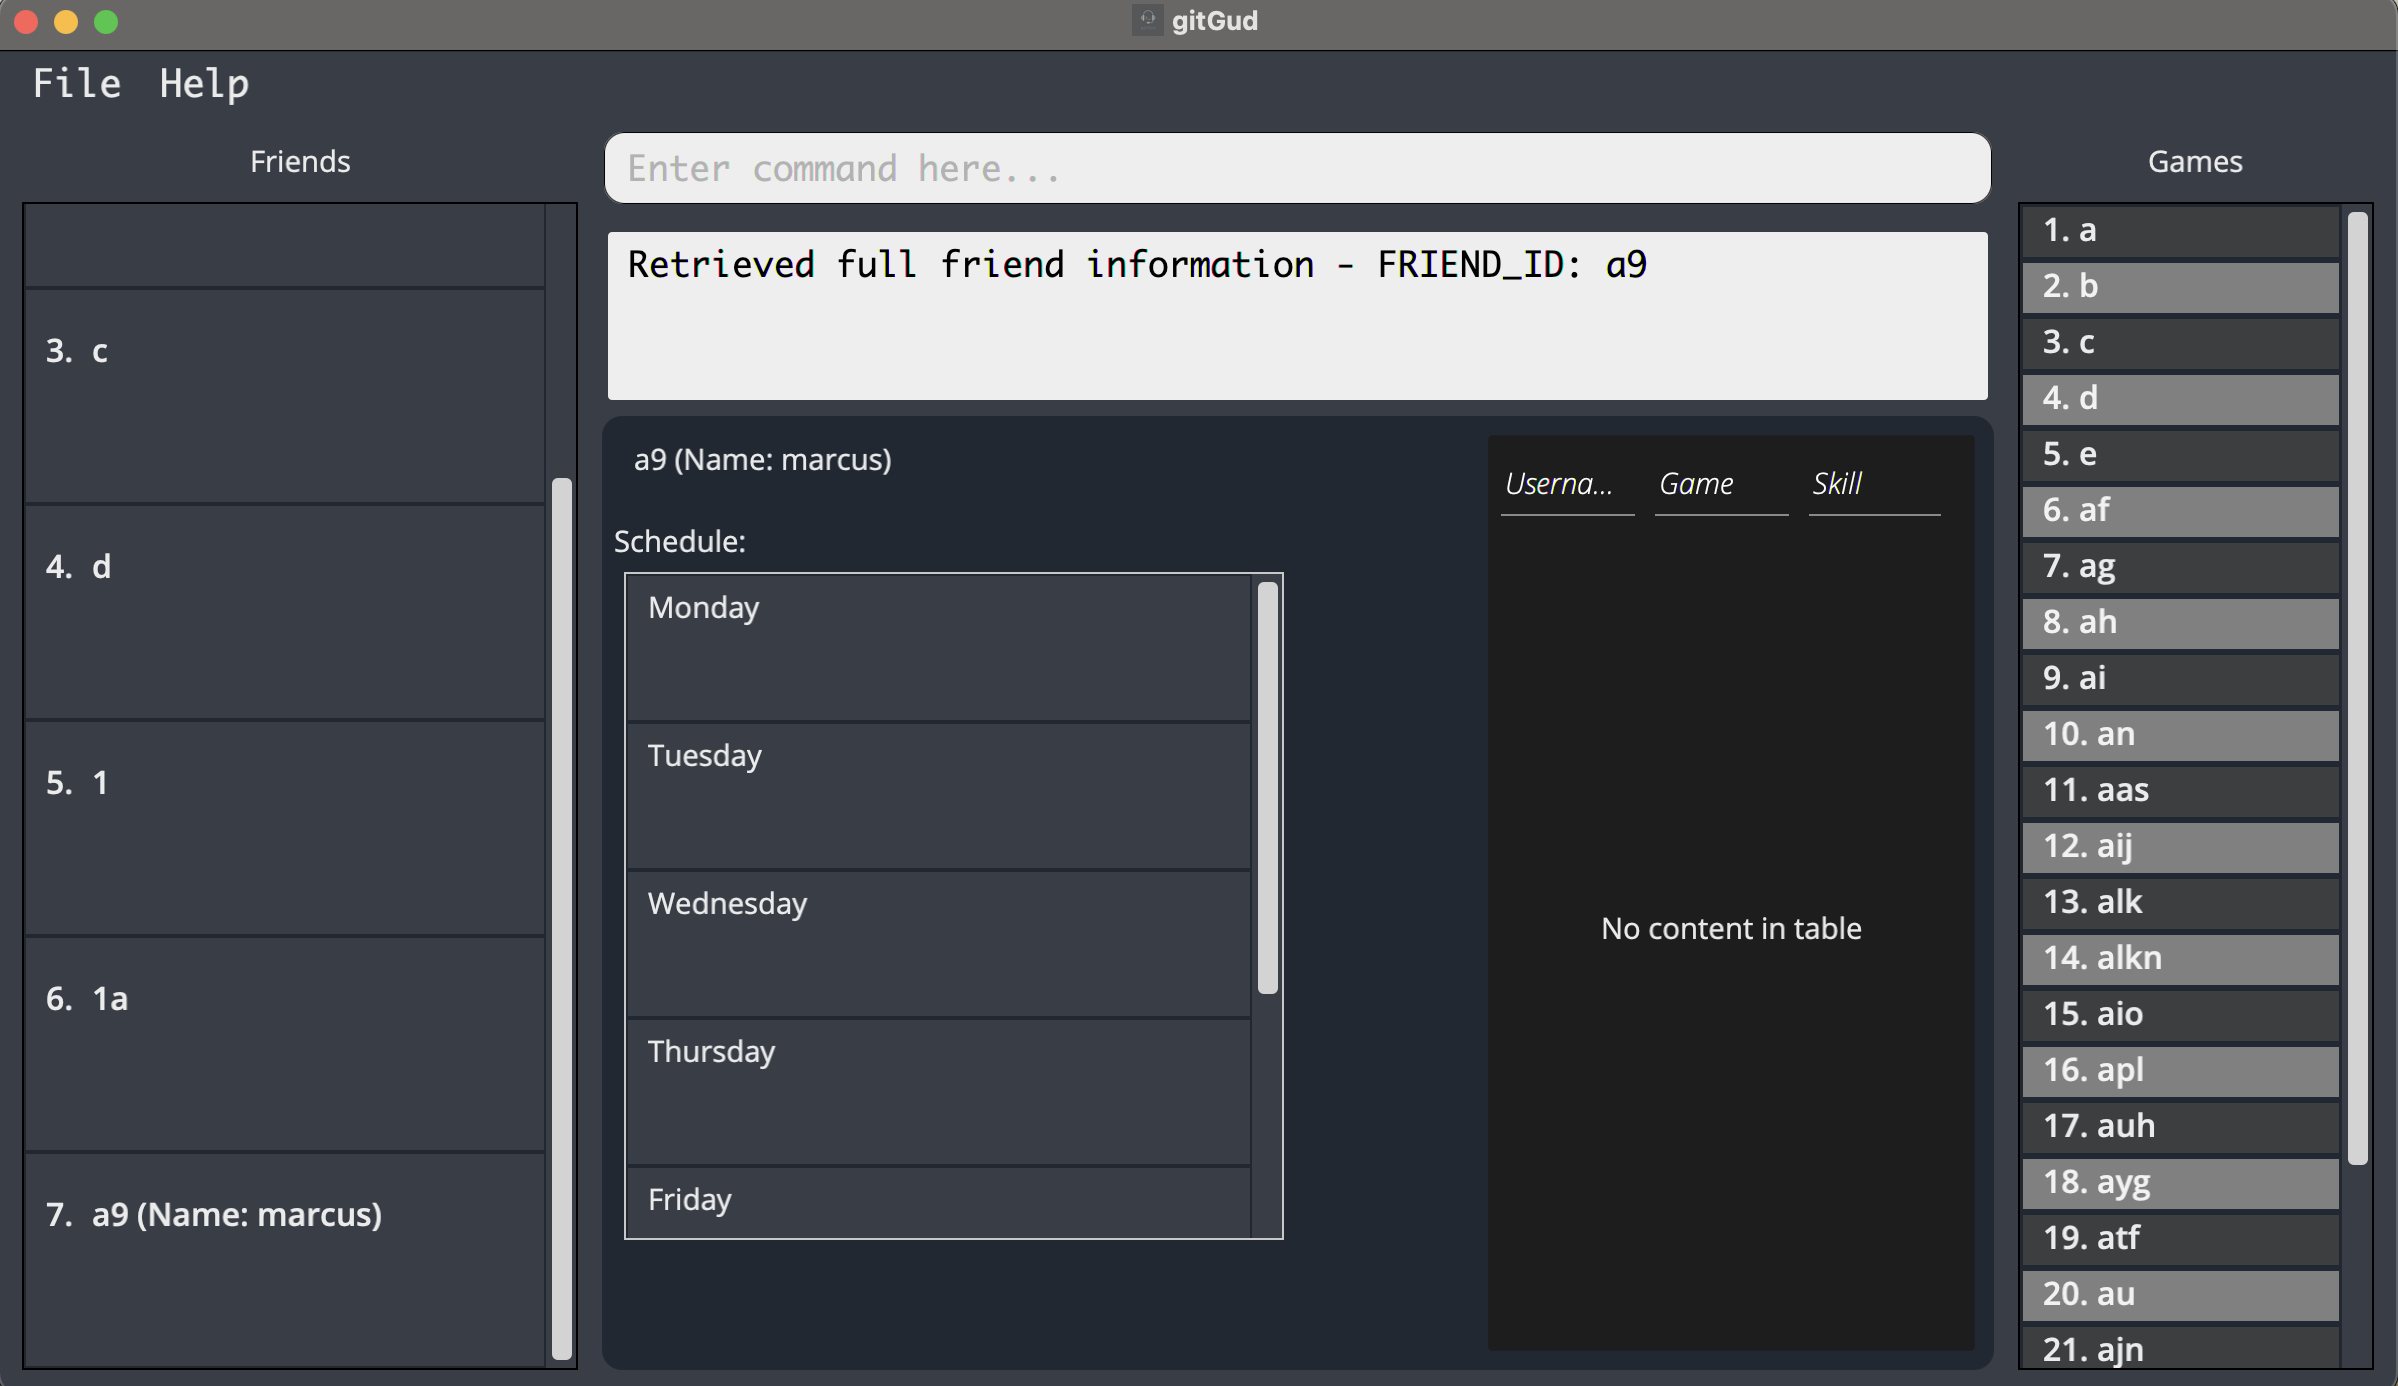 gitGud
File Help
Friends
3. c
4. d
5. 1
6. 1a
7. a9 (Name: marcus)
Enter command here...
Retrieved full friend information - FRIEND_ID: a9
a9 (Name: marcus)
Schedule:
Monday
Tuesday
Wednesday
Thursday
Friday
Userna... Game Skill
No content in table
Games
1. a
2. b
3. c
4. d
5. e
6. af
7. ag
8. ah
9. ai
10. an
11. aas
12. aij
13. alk
14. alkn
15. aio
16. apl
17. auh
18. ayg
19. atf
20. au
21. ajn